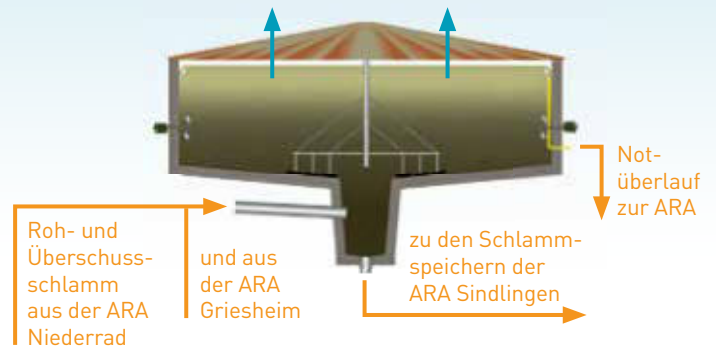 Not-
überlauf
zur ARA
Roh- und
Überschuss-
schlamm
aus der ARA
Niederrad
und aus
der ARA
Griesheim
zu den Schlamm-
speichern der
ARA Sindlingen